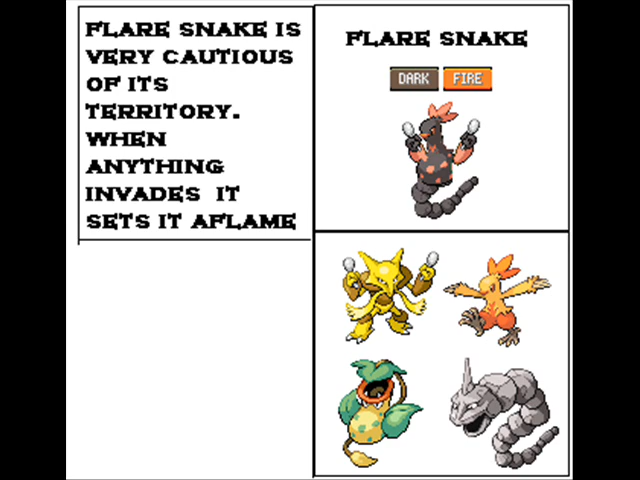 FLARE SNAKE IS
VERY CAUTIOUS
OF ITS
TERRITORY.
WHEN
ANYTHING
INVADES IT
SETS IT AFLAME
FLARE SNAKE
DARK FIRE